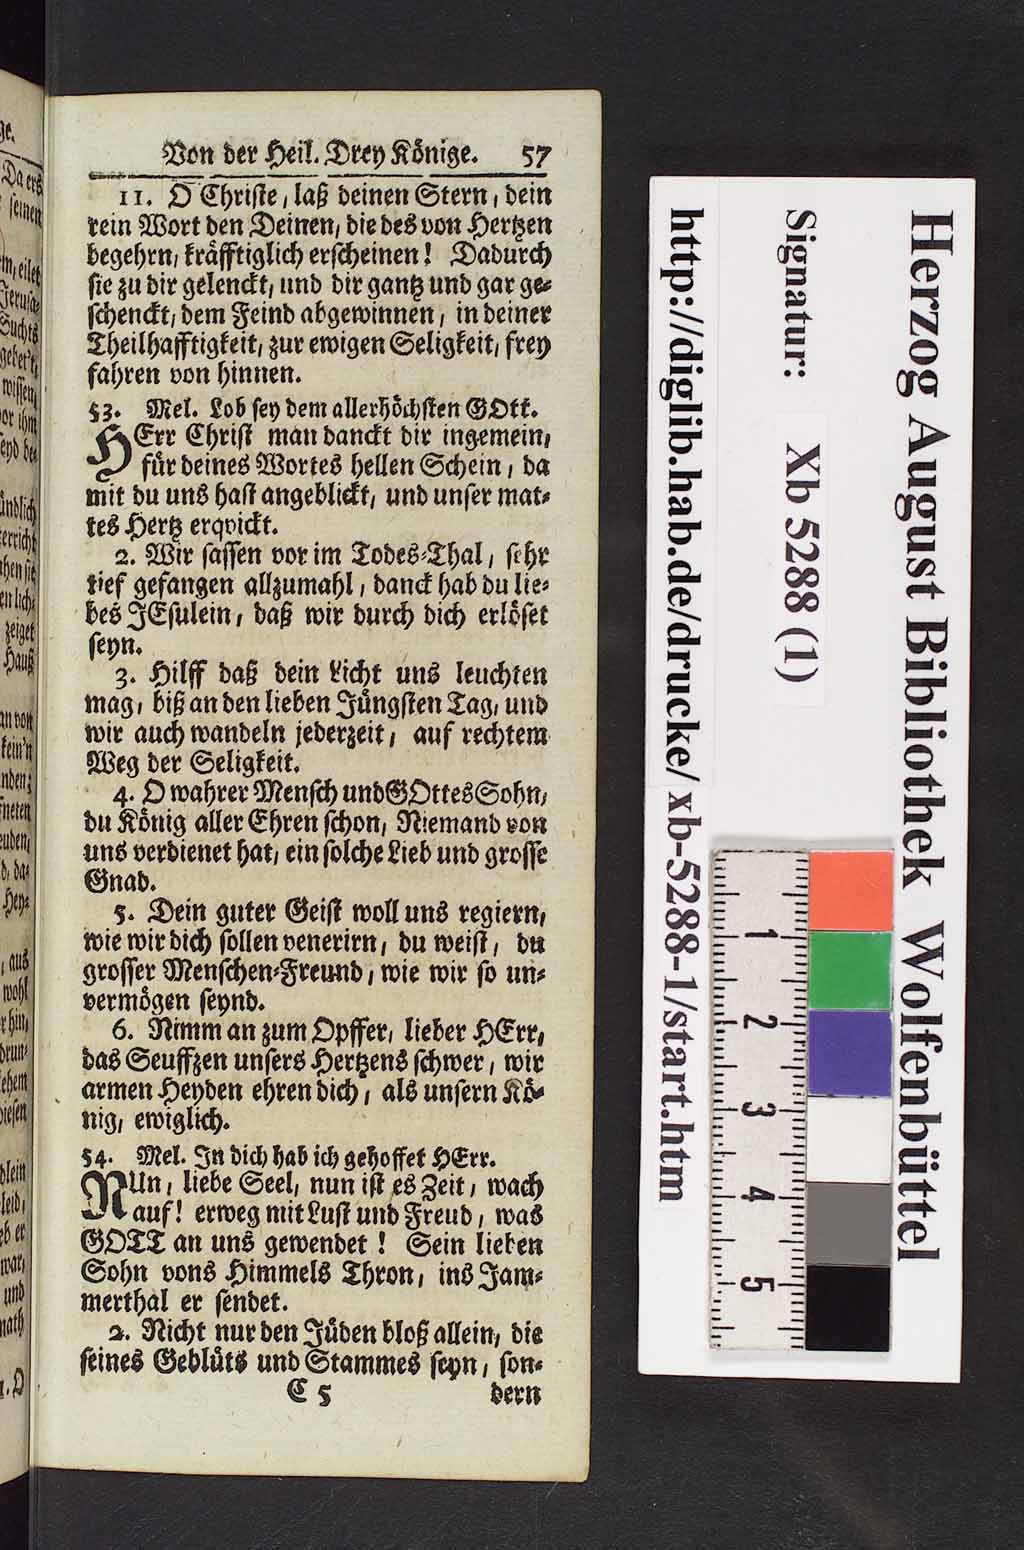 Von der Heil. Drey Könige. 57
11. O Christe, laß deinen Stern, dein
rein Wort den Deinen, die des von Hertzen
begehrn, kräfftiglich erscheinen! Dadurch
sie zu dir gelenckt, und dir gantz und gar ge-
schenckt, dem Feind abgewinnen, in deiner
Theilhafftigkeit, zur ewigen Seligkeit, frey
fahren von hinnen.
53. Mel. Lob sey dem allerhöchsten GOtt.
HErr Christ man danckt dir ingemein,
für deines Wortes hellen Schein, da
mit du uns hast angeblickt, und unser mat-
tes Hertz erqvickt.
2. Wir sassen vor im Todes-Thal, sehr
tief gefangen allzumahl, danck hab du lie-
bes JEsulein, daß wir durch dich erlöset
seyn.
3. Hilff daß dein Licht uns leuchten
mag, biß an den lieben Jüngsten Tag, und
wir auch wandeln jederzeit, auf rechtem
Weg der Seligkeit.
4. O wahrer Mensch und GOttes Sohn,
du König aller Ehren schon, Niemand von
uns verdienet hat, ein solche Lieb und grosse
Gnad.
5. Dein guter Geist woll uns regiern,
wie wir dich sollen venerirn, du weist, du
grosser Menschen-Freund, wie wir so un-
vermögen seynd.
6. Nimm an zum Opffer, lieber HErr,
das Seuffzen unsers Hertzens schwer, wir
armen Heyden ehren dich, als unsern Kö-
nig, ewiglich.
54. Mel. In dich hab ich gehoffet HErr.
NUn, liebe Seel, nun ist es Zeit, wach
auf! erweg mit Lust und Freud, was
GOTT an uns gewendet! Sein lieben
Sohn vons Himmels Thron, ins Jam-
merthal er sendet.
2. Nicht nur den Jüden bloß allein, die
seines Geblüts und Stammes seyn, son-
C 5 dern
Herzog August Bibliothek Wolfenbüttel
Signatur: Xb 5288 (1)
http://diglib.hab.de/drucke/ xb-5288-1/start.htm
1
2
3
4
5